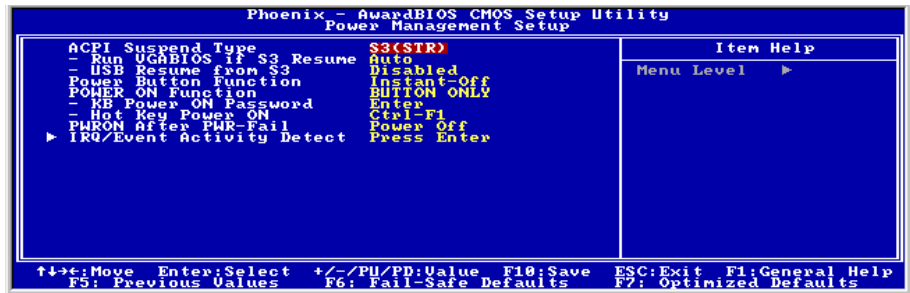 Phoenix - AwardBIOS CMOS Setup Utility
Power Management Setup
ACPI Suspend Type S3(STR)
- Run VGABIOS if S3 Resume Auto
- USB Resume from S3 Disabled
Power Button Function Instant-Off
POWER ON Function BUTTON ONLY
- KB Power ON Password Enter
- Hot Key Power ON Ctrl-F1
PWRON After PWR-Fail Power Off
► IRQ/Event Activity Detect Press Enter
Item Help
Menu Level ►
↑↓→←:Move Enter:Select +/-/PU/PD:Value F10:Save ESC:Exit F1:General Help
F5: Previous Values F6: Fail-Safe Defaults F7: Optimized Defaults